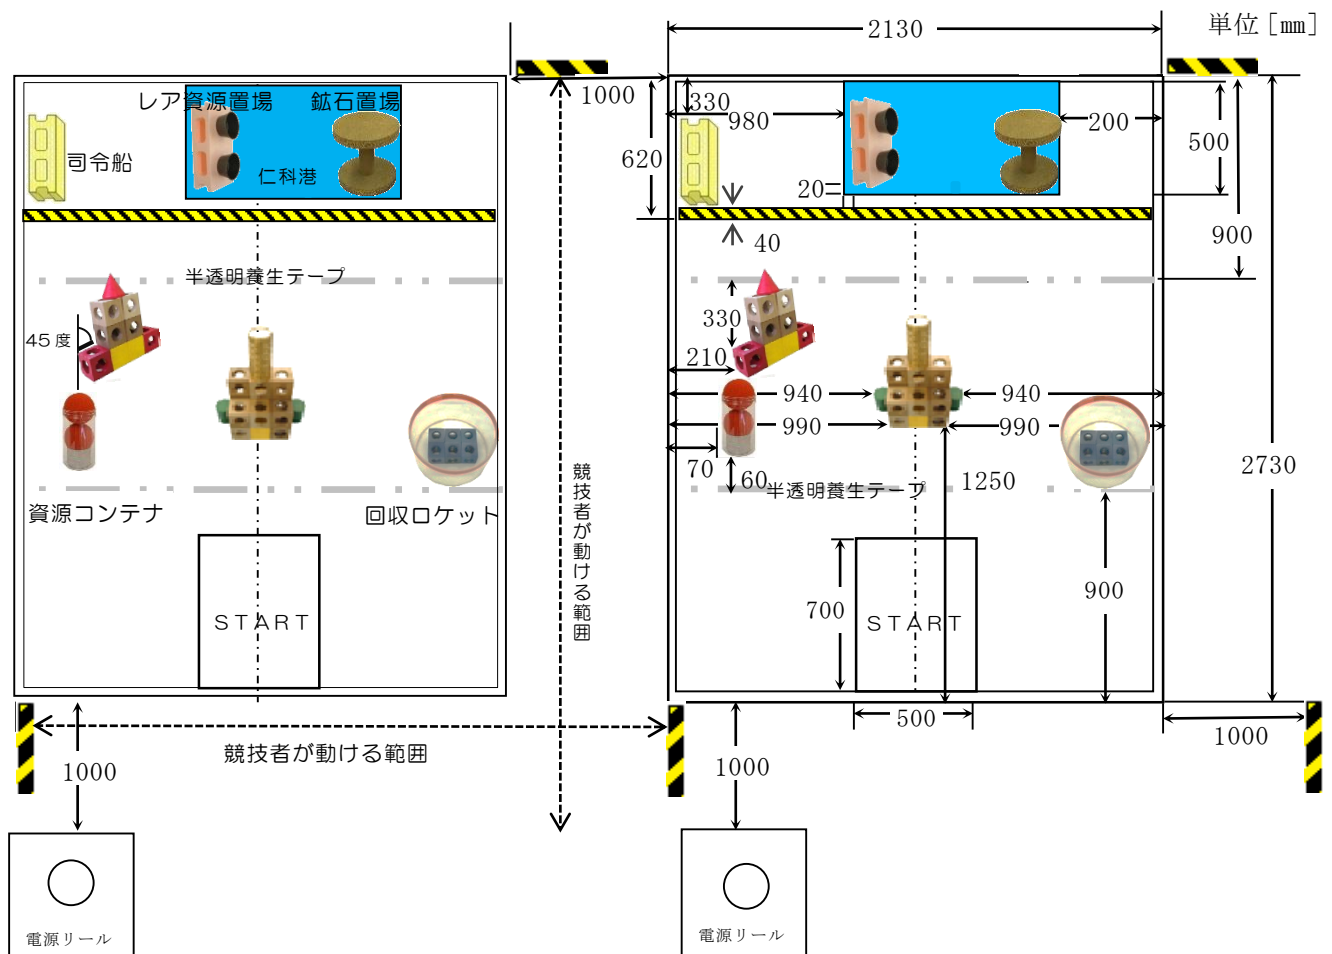 単位[mm]
2130
1000
レア資源置場
鉱石置場
司令船
仁科港
半透明養生テープ
45度
資源コンテナ
回収ロケット
START
競技者が動ける範囲
競技者が動ける範囲
1000
電源リール
330
980
200
500
620
20
40
900
330
210
940
940
990
990
70
60
半透明養生テープ
1250
2730
700
START
900
500
1000
1000
電源リール